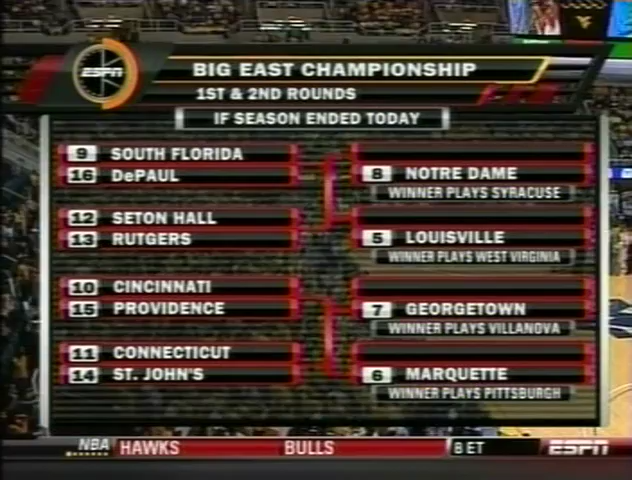 ESPN
BIG EAST CHAMPIONSHIP
1ST & 2ND ROUNDS
IF SEASON ENDED TODAY
9 SOUTH FLORIDA
16 DePAUL
8 NOTRE DAME
WINNER PLAYS SYRACUSE
12 SETON HALL
13 RUTGERS
5 LOUISVILLE
WINNER PLAYS WEST VIRGINIA
10 CINCINNATI
15 PROVIDENCE
7 GEORGETOWN
WINNER PLAYS VILLANOVA
11 CONNECTICUT
14 ST. JOHN'S
6 MARQUETTE
WINNER PLAYS PITTSBURGH
NBA HAWKS BULLS 8 ET ESPN